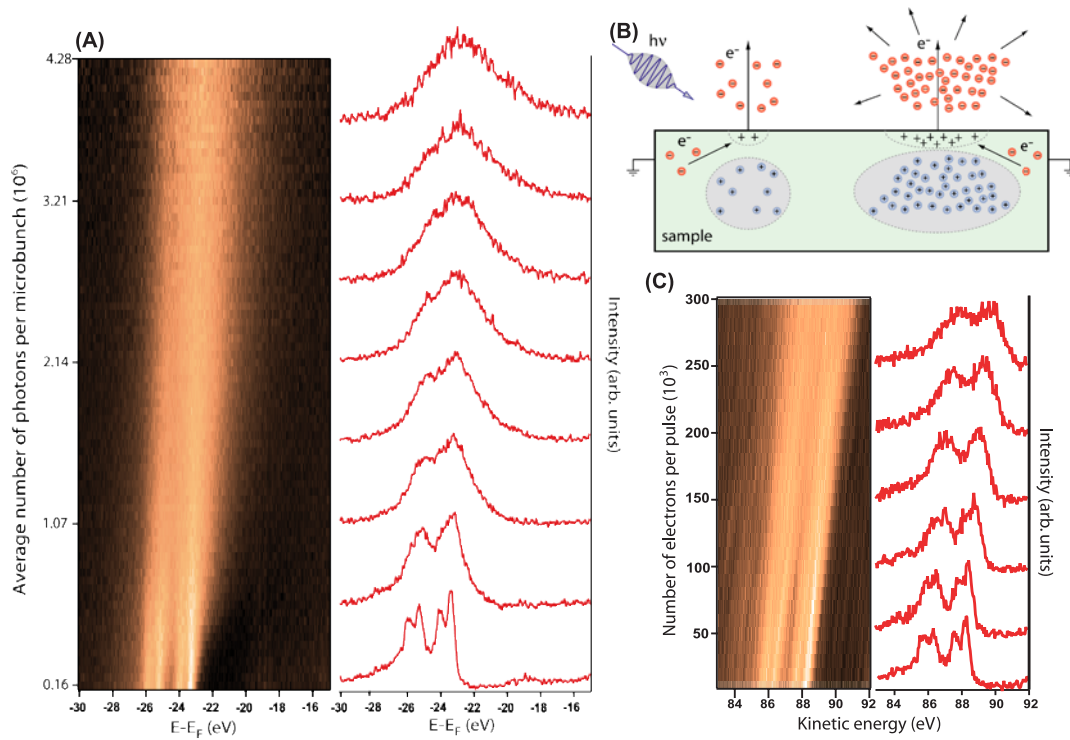 (A)
Average number of photons per microbunch (10⁶)
4.28
3.21
2.14
1.07
0.16
-30 -28 -26 -24 -22 -20 -18 -16
E-E_F (eV)
-30 -28 -26 -24 -22 -20 -18 -16
E-E_F (eV)
Intensity (arb. units)
(B)
hν
e⁻
e⁻
+ +
+ + + + + + + + + +
e⁻
e⁻
sample
(C)
Number of electrons per pulse (10³)
300
250
200
150
100
50
84 86 88 90 92
84 86 88 90 92
Kinetic energy (eV)
Intensity (arb. units)